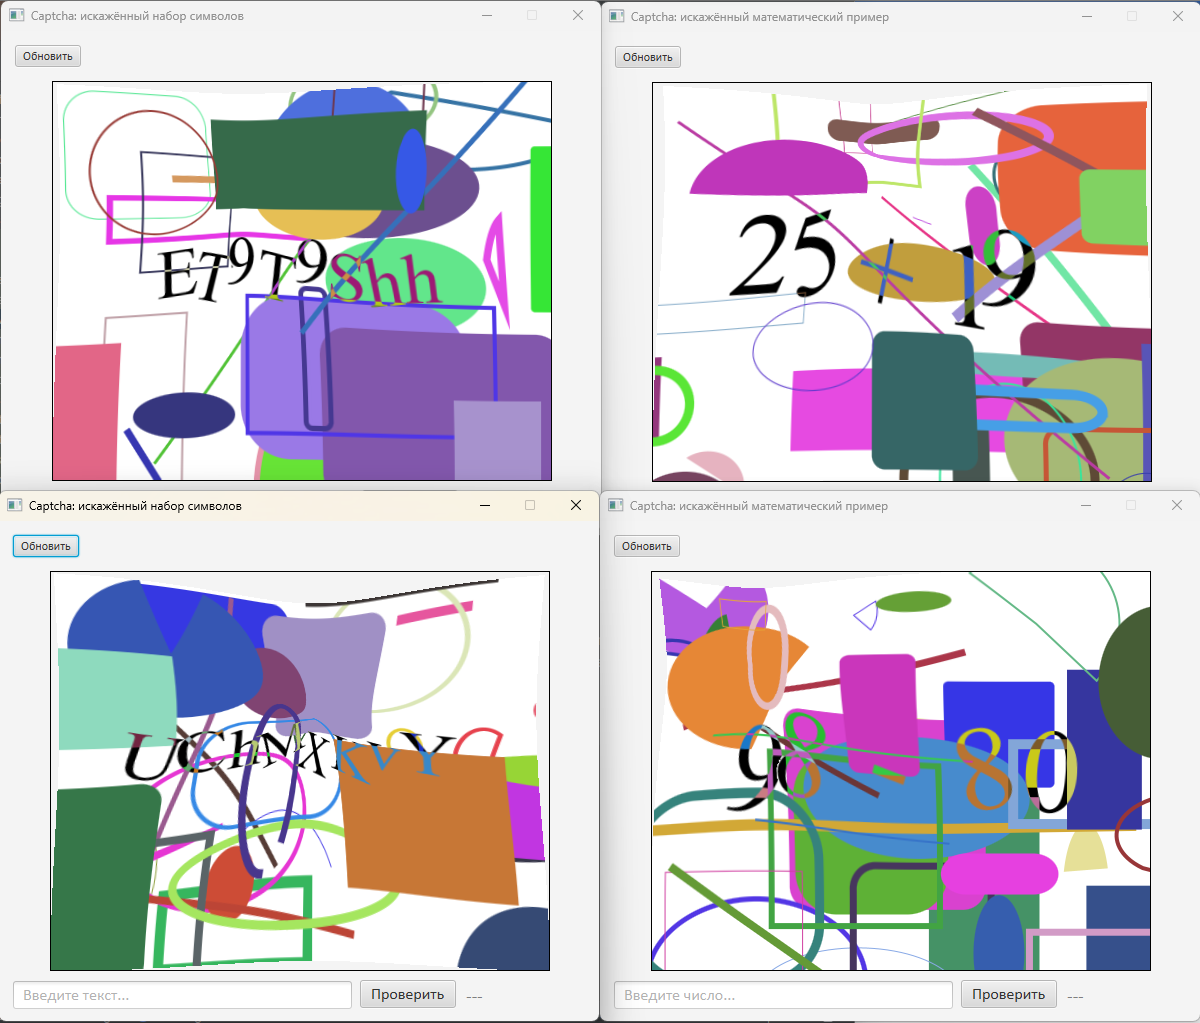 Captcha: искажённый набор символов
Обновить
ET9T9Shh
Captcha: искажённый математический пример
Обновить
25 + 19
Captcha: искажённый набор символов
Обновить
Введите текст...
Проверить
---
Captcha: искажённый математический пример
Обновить
Введите число...
Проверить
---